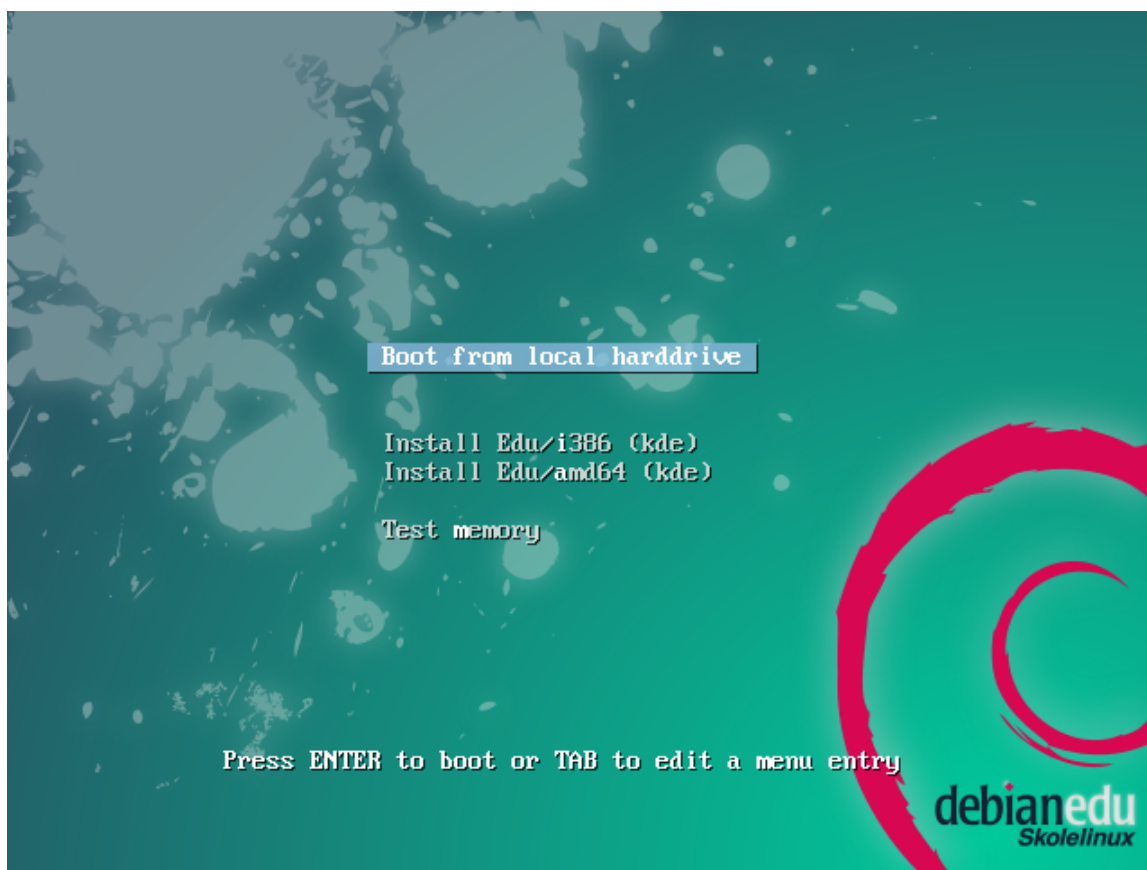 Boot from local harddrive
Install Edu/i386 (kde)
Install Edu/amd64 (kde)
Test memory
Press ENTER to boot or TAB to edit a menu entry
debianedu
Skolelinux